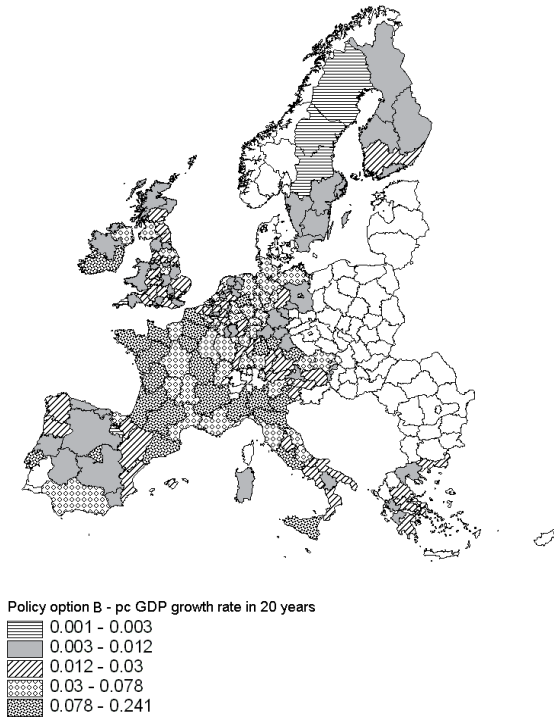 Policy option B - pc GDP growth rate in 20 years
0.001 - 0.003
0.003 - 0.012
0.012 - 0.03
0.03 - 0.078
0.078 - 0.241